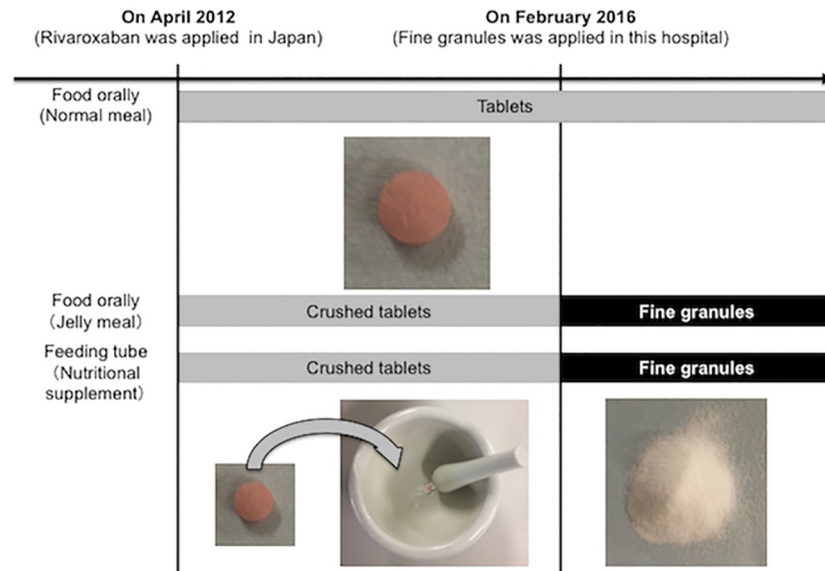 On April 2012
(Rivaroxaban was applied in Japan)
On February 2016
(Fine granules was applied in this hospital)
Food orally
(Normal meal)
Tablets
Food orally
（Jelly meal）
Crushed tablets
Fine granules
Feeding tube
（Nutritional
supplement）
Crushed tablets
Fine granules